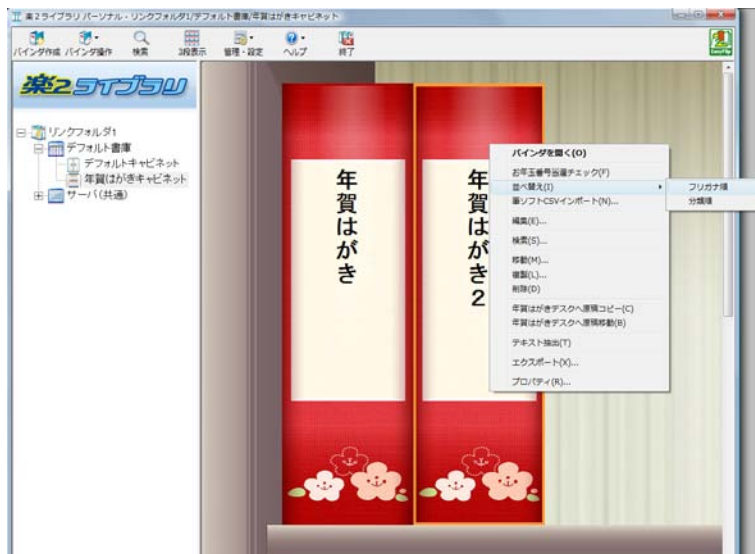 楽2ライブラリ パーソナル - リンクフォルダ1/デフォルト書庫/年賀はがきキャビネット
バインダ作成 バインダ操作 検索 3段表示 管理・設定 ヘルプ 終了
楽2ライブラリ
リンクフォルダ1
デフォルト書庫
デフォルトキャビネット
年賀はがきキャビネット
サーバ(共通)
年賀はがき
年賀はがき2
バインダを開く(O)
お年玉番号当選チェック(F)
並べ替え(I)
フリガナ順
分類順
筆ソフトCSVインポート(N)...
編集(E)...
検索(S)...
移動(M)...
複製(L)...
削除(D)
年賀はがきデスクへ原稿コピー(C)
年賀はがきデスクへ原稿移動(B)
テキスト抽出(T)
エクスポート(X)...
プロパティ(R)...